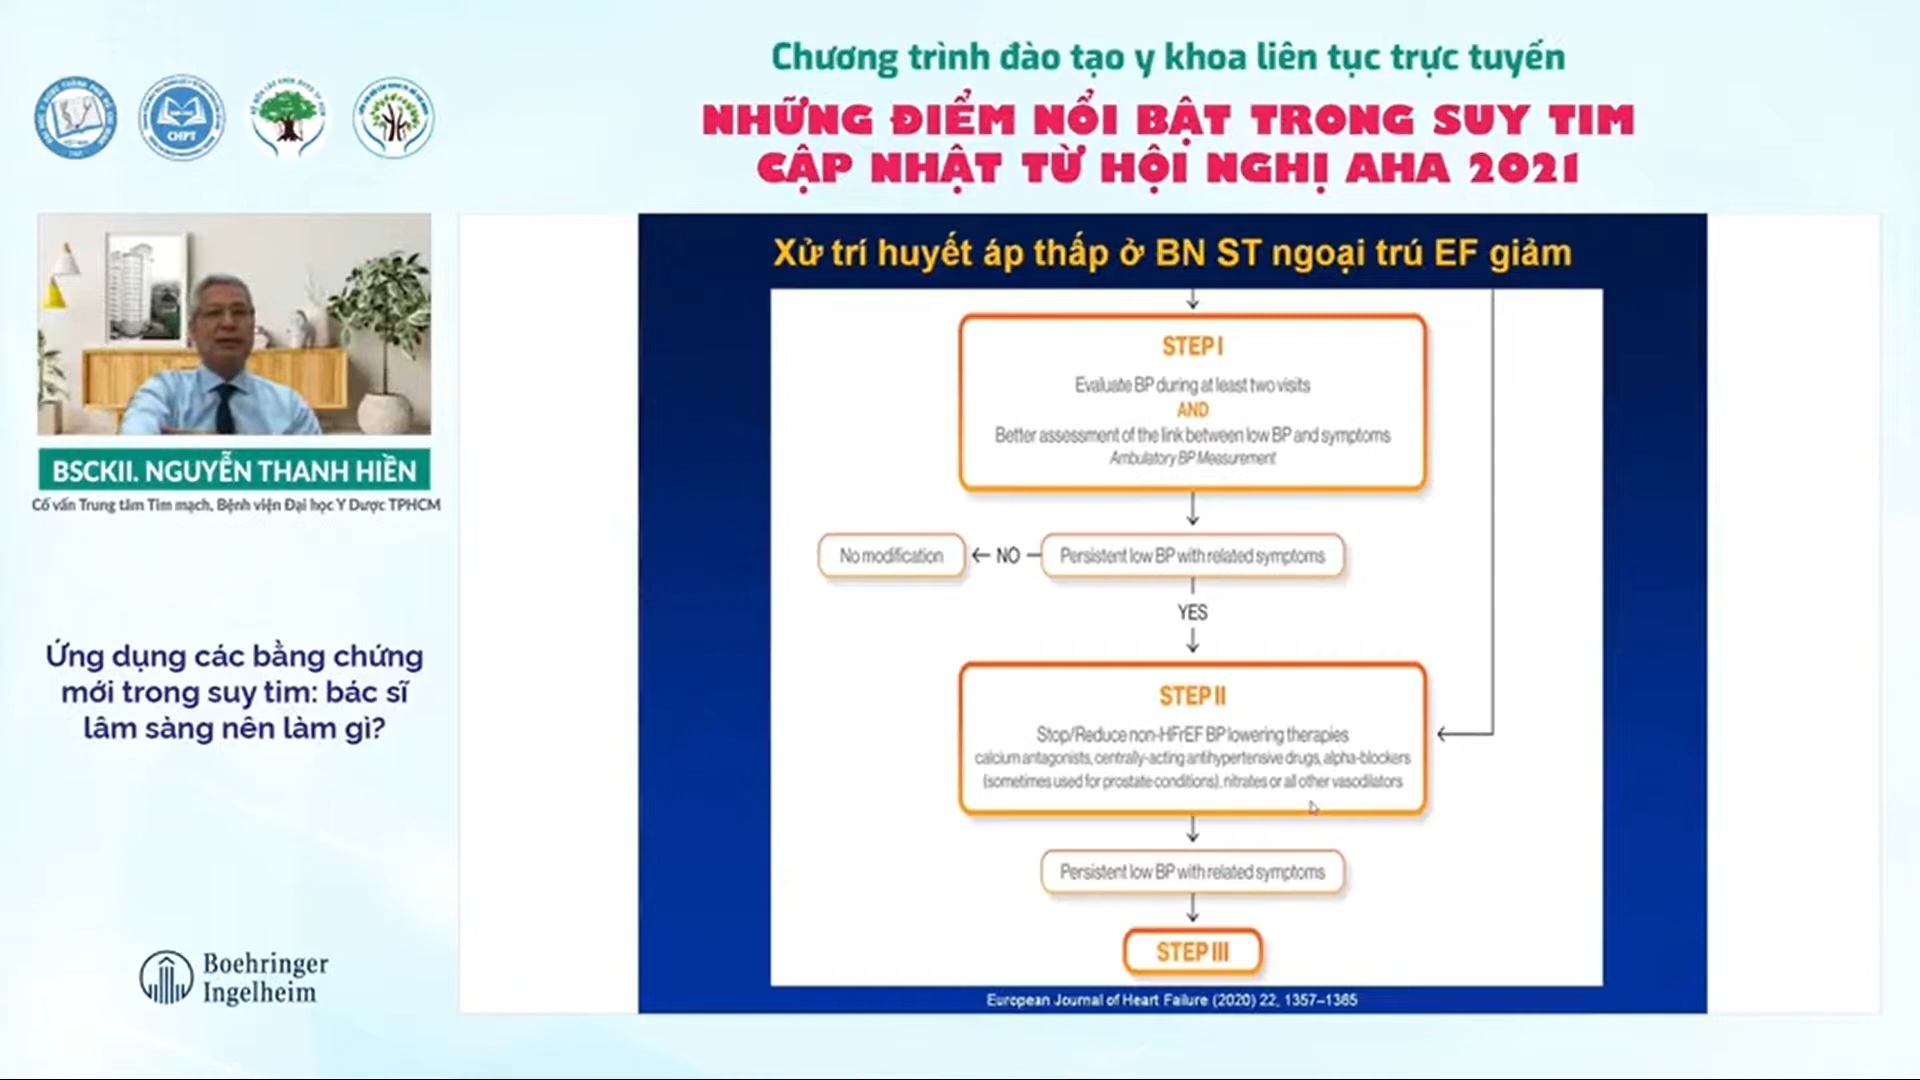 Chương trình đào tạo y khoa liên tục trực tuyến
NHỮNG ĐIỂM NỔI BẬT TRONG SUY TIM
CẬP NHẬT TỪ HỘI NGHỊ AHA 2021
CHPT
BSCKII. NGUYỄN THANH HIỀN
Cố vấn Trung tâm Tim mạch, Bệnh viện Đại học Y Dược TPHCM
Ứng dụng các bằng chứng
mới trong suy tim: bác sĩ
lâm sàng nên làm gì?
Boehringer
Ingelheim
Xử trí huyết áp thấp ở BN ST ngoại trú EF giảm
STEP I
Evaluate BP during at least two visits
AND
Better assessment of the link between low BP and symptoms
Ambulatory BP Measurement
No modification
NO
Persistent low BP with related symptoms
YES
STEP II
Stop/Reduce non-HFrEF BP lowering therapies
calcium antagonists, centrally-acting antihypertensive drugs, alpha-blockers
(sometimes used for prostate conditions), nitrates or all other vasodilators
Persistent low BP with related symptoms
STEP III
European Journal of Heart Failure (2020) 22, 1357–1365